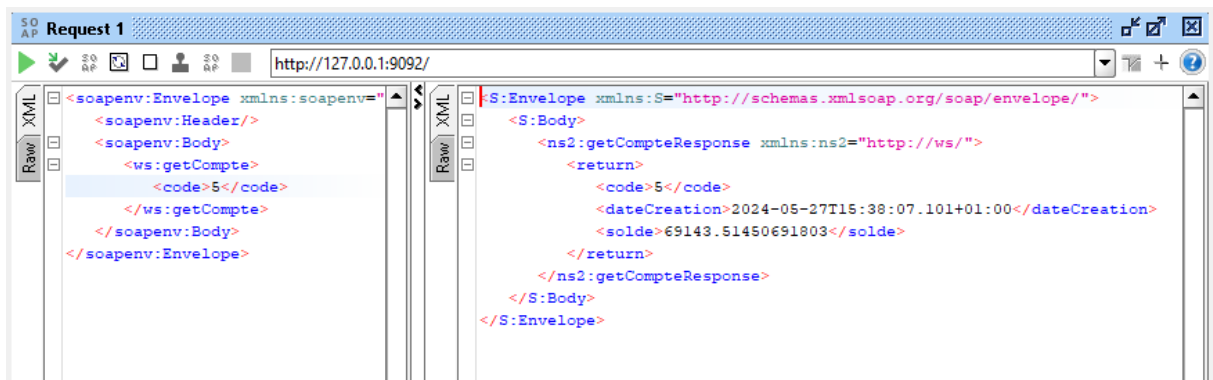 SOAP Request 1
http://127.0.0.1:9092/
XML
Raw
<soapenv:Envelope xmlns:soapenv="
<soapenv:Header/>
<soapenv:Body>
<ws:getCompte>
<code>5</code>
</ws:getCompte>
</soapenv:Body>
</soapenv:Envelope>
XML
Raw
<S:Envelope xmlns:S="http://schemas.xmlsoap.org/soap/envelope/">
<S:Body>
<ns2:getCompteResponse xmlns:ns2="http://ws/">
<return>
<code>5</code>
<dateCreation>2024-05-27T15:38:07.101+01:00</dateCreation>
<solde>69143.51450691803</solde>
</return>
</ns2:getCompteResponse>
</S:Body>
</S:Envelope>